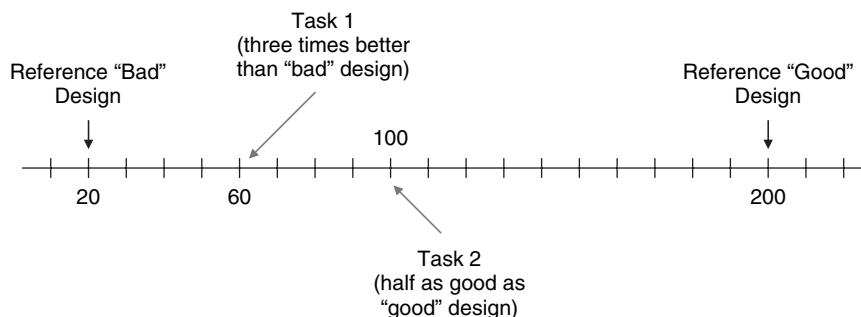 Task 1
(three times better
than “bad” design)
Reference “Bad”
Design
Reference “Good”
Design
100
20
60
200
Task 2
(half as good as
“good” design)